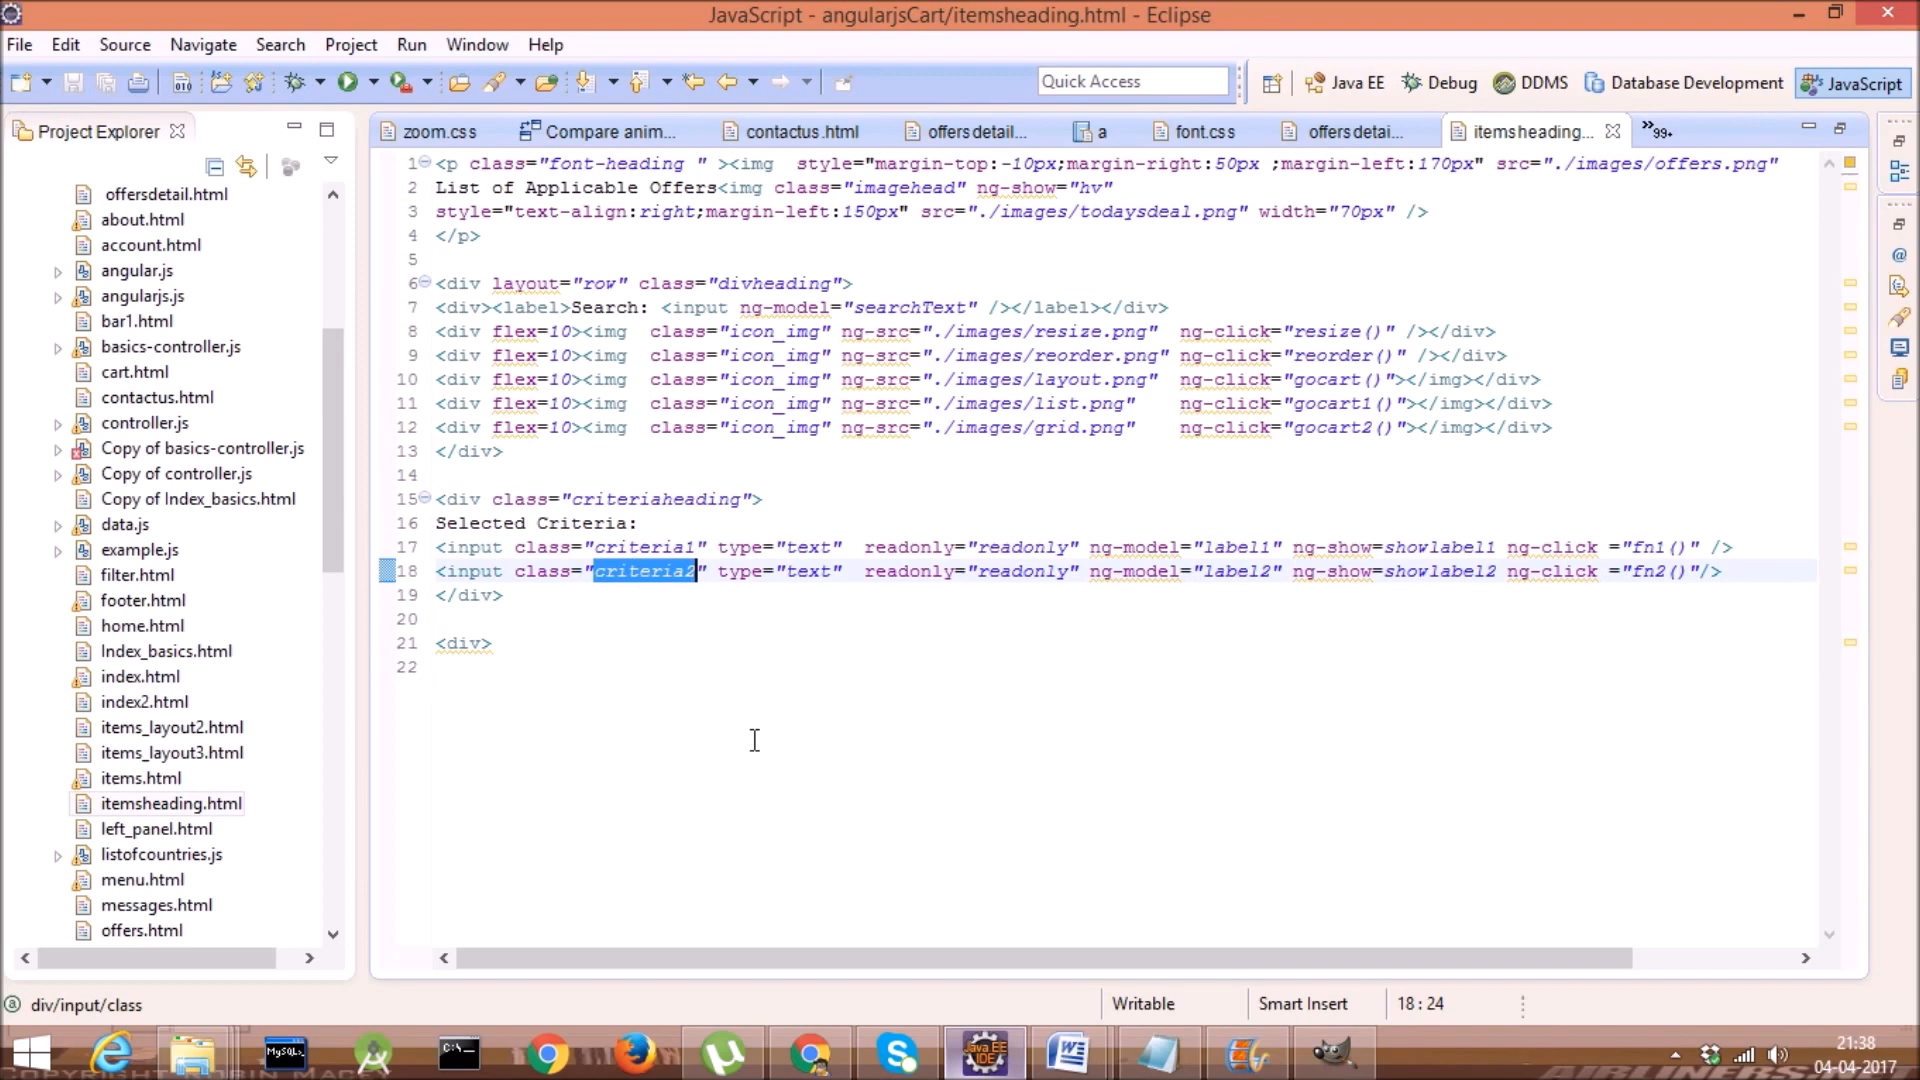 JavaScript - angularjsCart/itemsheading.html - Eclipse
File Edit Source Navigate Search Project Run Window Help
Quick Access
Java EE
Debug
DDMS
Database Development
JavaScript
Project Explorer
zoom.css
Compare anim...
contactus .html
offers detail...
a
font.css
offers detai...
items heading...
99+
offersdetail.html
about.html
account.html
angular.js
angularjs.js
bar1.html
basics-controller.js
cart.html
contactus.html
controller.js
Copy of basics-controller.js
Copy of controller.js
Copy of Index_basics.html
data.js
example.js
filter.html
footer.html
home.html
Index_basics.html
index.html
index2.html
items_layout2.html
items_layout3.html
items.html
itemsheading.html
left_panel.html
listofcountries.js
menu.html
messages.html
offers.html
1 <p class="font-heading " ><img  style="margin-top:-10px;margin-right:50px ;margin-left:170px" src="./images/offers.png"
2 List of Applicable Offers<img class="imagehead" ng-show="hv"
3 style="text-align:right;margin-left:150px" src="./images/todaysdeal.png" width="70px" />
4 </p>
5
6 <div layout="row" class="divheading">
7 <div><label>Search: <input ng-model="searchText" /></label></div>
8 <div flex=10><img  class="icon_img" ng-src="./images/resize.png"  ng-click="resize()" /></div>
9 <div flex=10><img  class="icon_img" ng-src="./images/reorder.png" ng-click="reorder()" /></div>
10 <div flex=10><img  class="icon_img" ng-src="./images/layout.png"  ng-click="gocart()"></img></div>
11 <div flex=10><img  class="icon_img" ng-src="./images/list.png"    ng-click="gocart1()"></img></div>
12 <div flex=10><img  class="icon_img" ng-src="./images/grid.png"    ng-click="gocart2()"></img></div>
13 </div>
14
15 <div class="criteriaheading">
16 Selected Criteria:
17 <input class="criteria1" type="text"  readonly="readonly" ng-model="label1" ng-show=showlabel1 ng-click ="fn1()" />
18 <input class="criteria2" type="text"  readonly="readonly" ng-model="label2" ng-show=showlabel2 ng-click ="fn2()"/>
19 </div>
20
21 <div>
22
div/input/class
Writable
Smart Insert
18 : 24
MySQL
C:\_
Java EE
IDE
21:38
04-04-2017